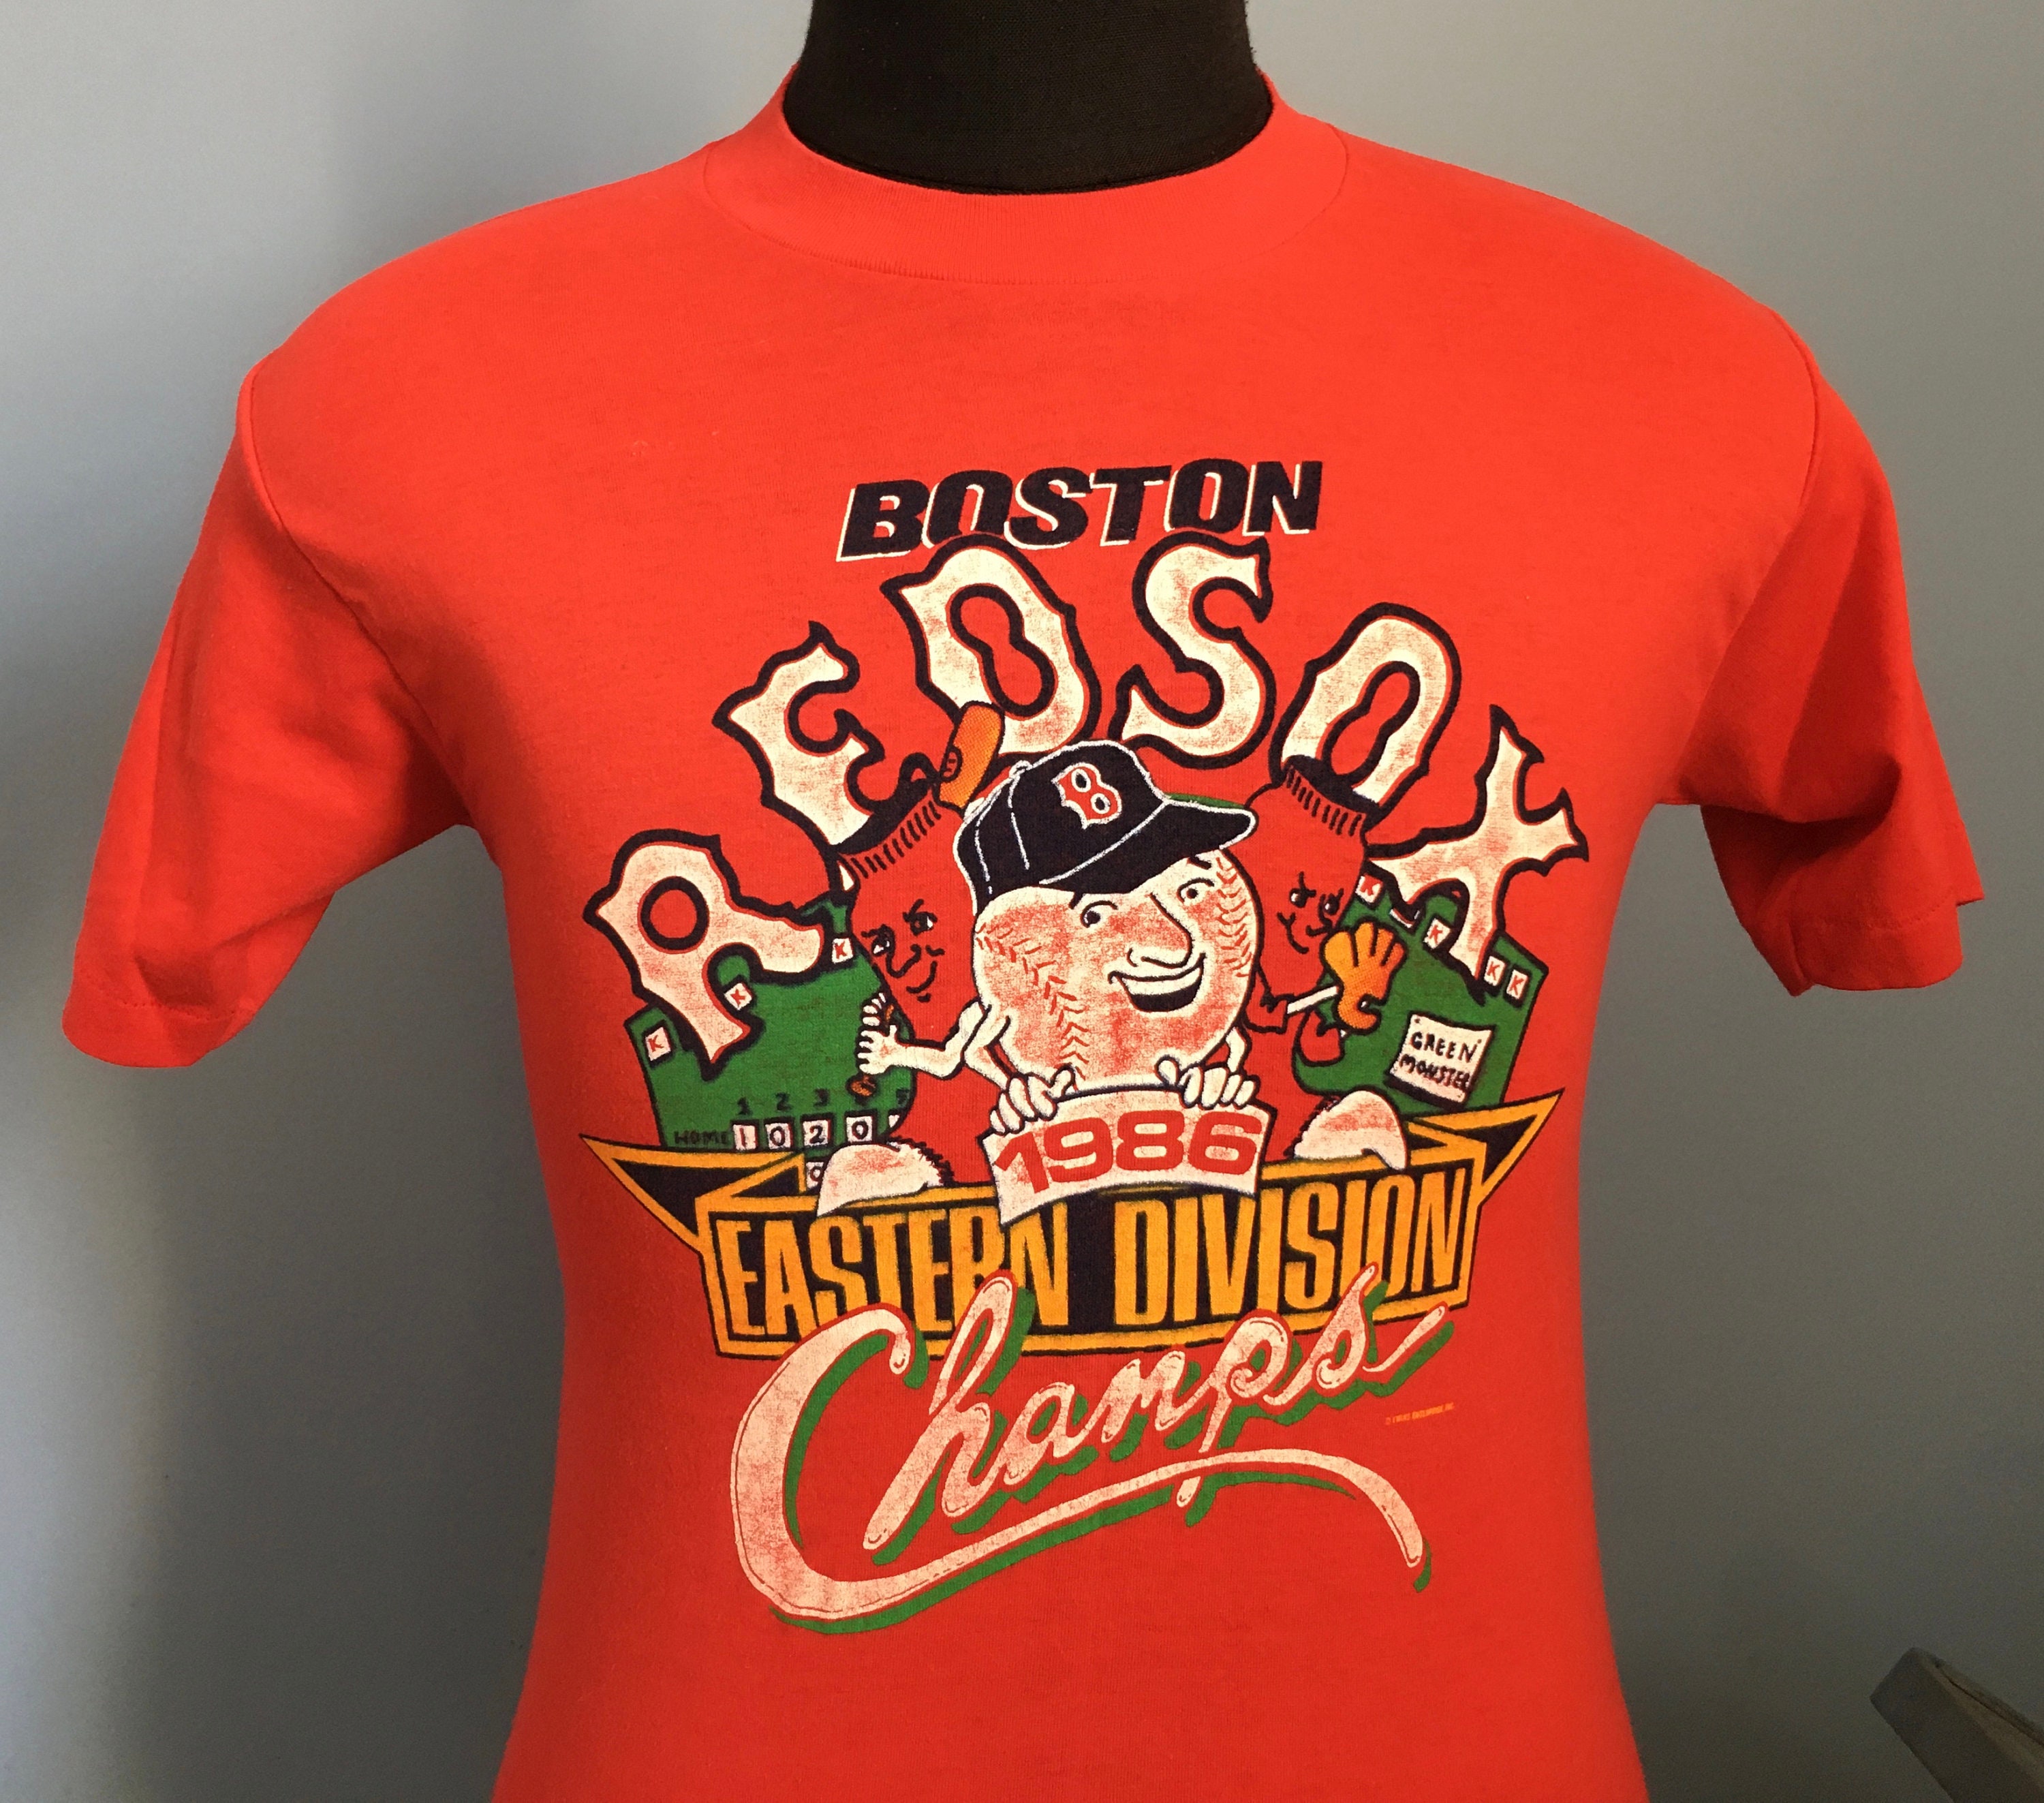 BOSTON
REDSOX
B
K
K
K
K
K
K
K
GREEN
MONSTER
1 2 3
HOME 1 0 2 0
1986
EASTERN DIVISION
Champs